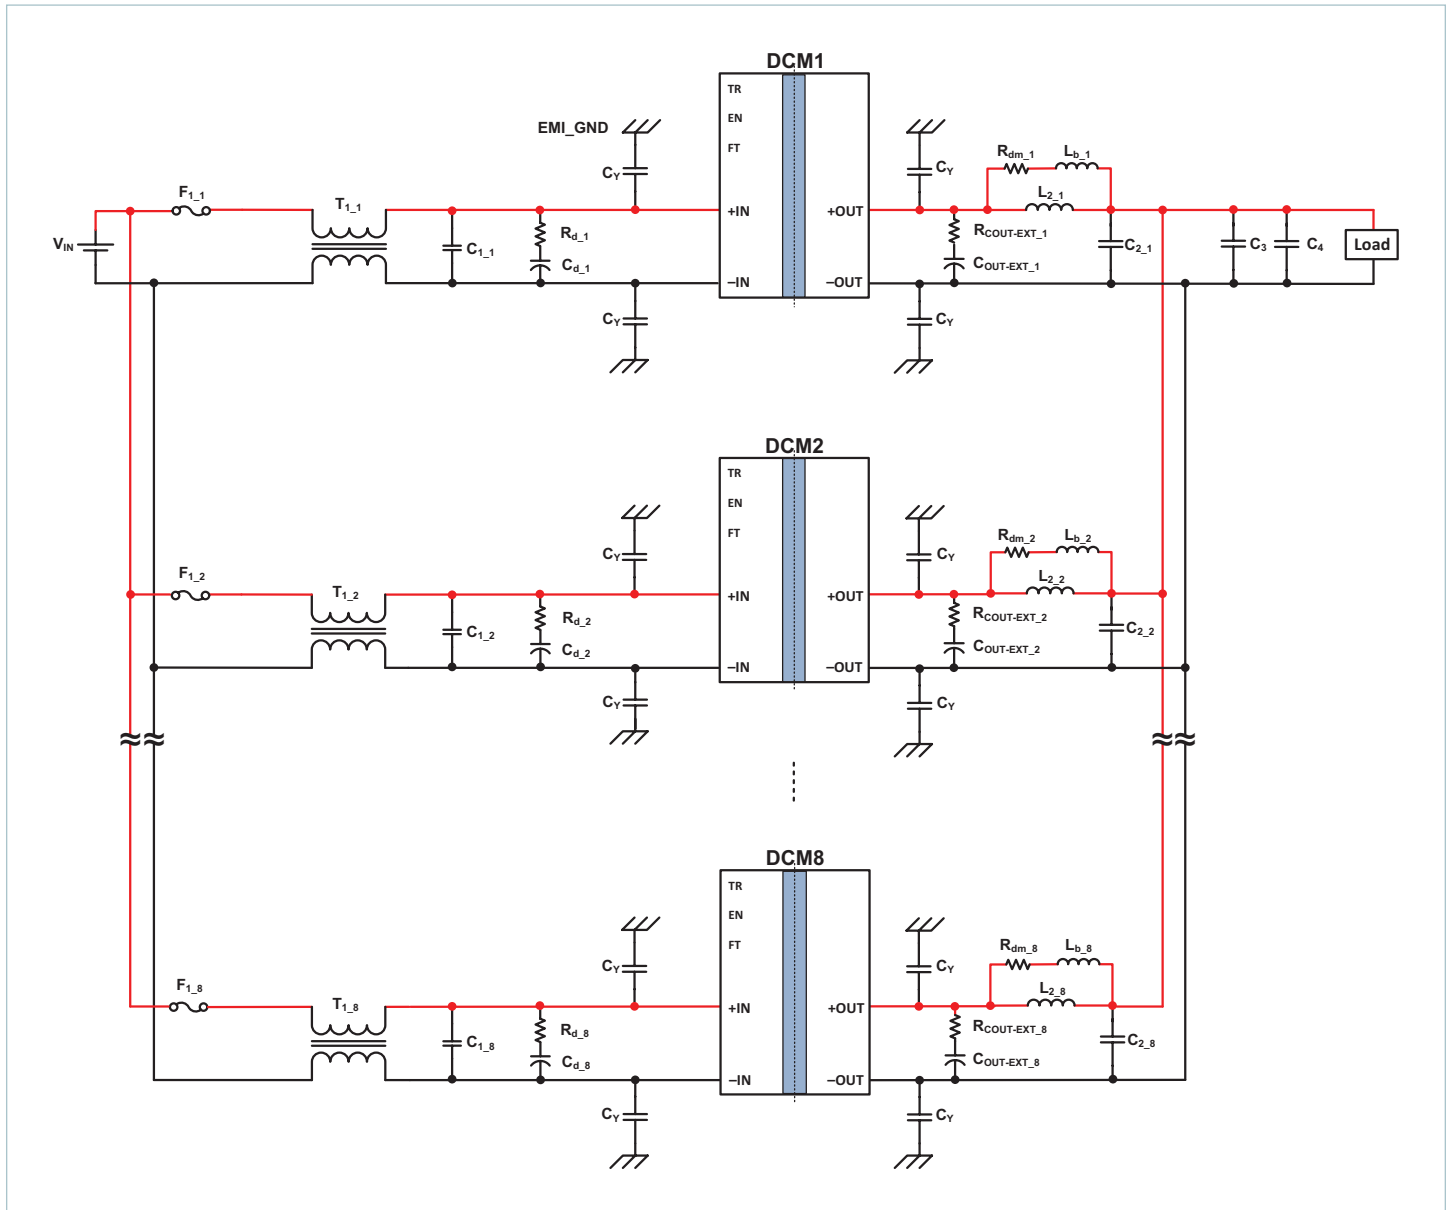 DCM1
TR
EN
FT
+IN
–IN
+OUT
–OUT
EMI_GND
CY
CY
CY
CY
F1_1
T1_1
VIN
C1_1
Rd_1
Cd_1
Rdm_1
Lb_1
L2_1
RCOUT-EXT_1
COUT-EXT_1
C2_1
C3
C4
Load
DCM2
TR
EN
FT
+IN
–IN
+OUT
–OUT
CY
CY
CY
CY
F1_2
T1_2
C1_2
Rd_2
Cd_2
Rdm_2
Lb_2
L2_2
RCOUT-EXT_2
COUT-EXT_2
C2_2
DCM8
TR
EN
FT
+IN
–IN
+OUT
–OUT
CY
CY
CY
CY
F1_8
T1_8
C1_8
Rd_8
Cd_8
Rdm_8
Lb_8
L2_8
RCOUT-EXT_8
COUT-EXT_8
C2_8